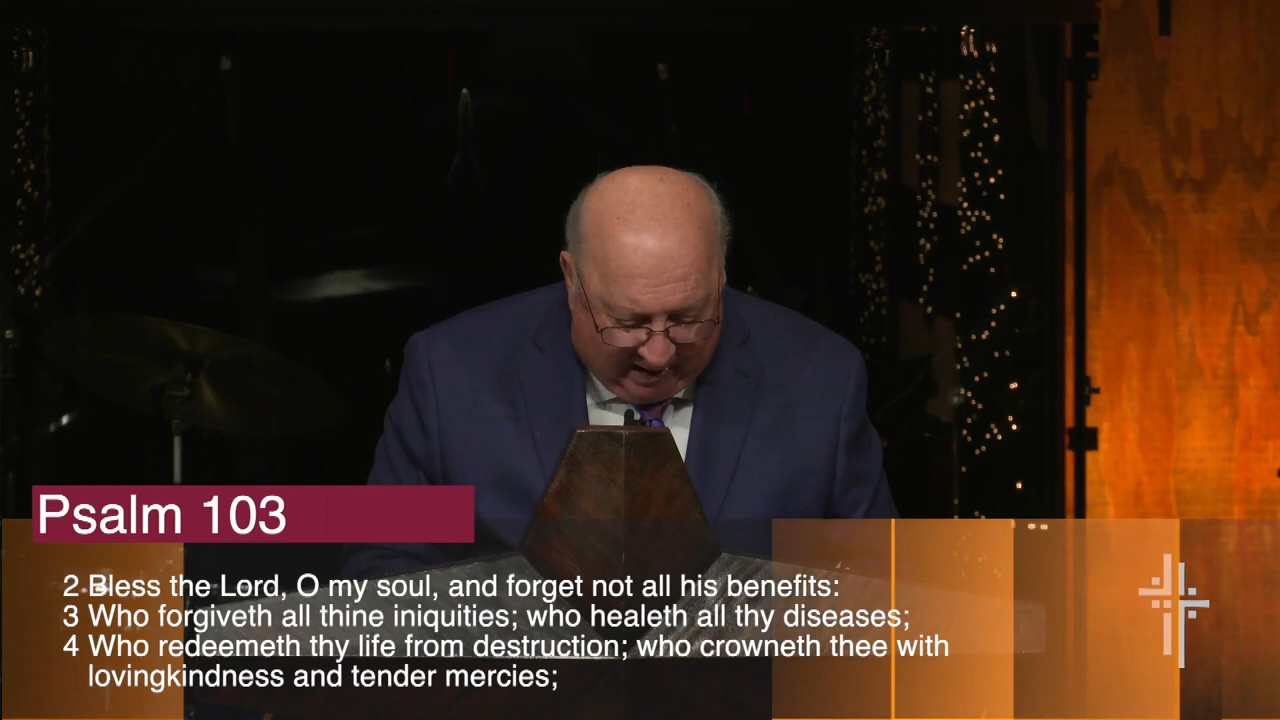 Psalm 103
2 Bless the Lord, O my soul, and forget not all his benefits:
3 Who forgiveth all thine iniquities; who healeth all thy diseases;
4 Who redeemeth thy life from destruction; who crowneth thee with
lovingkindness and tender mercies;